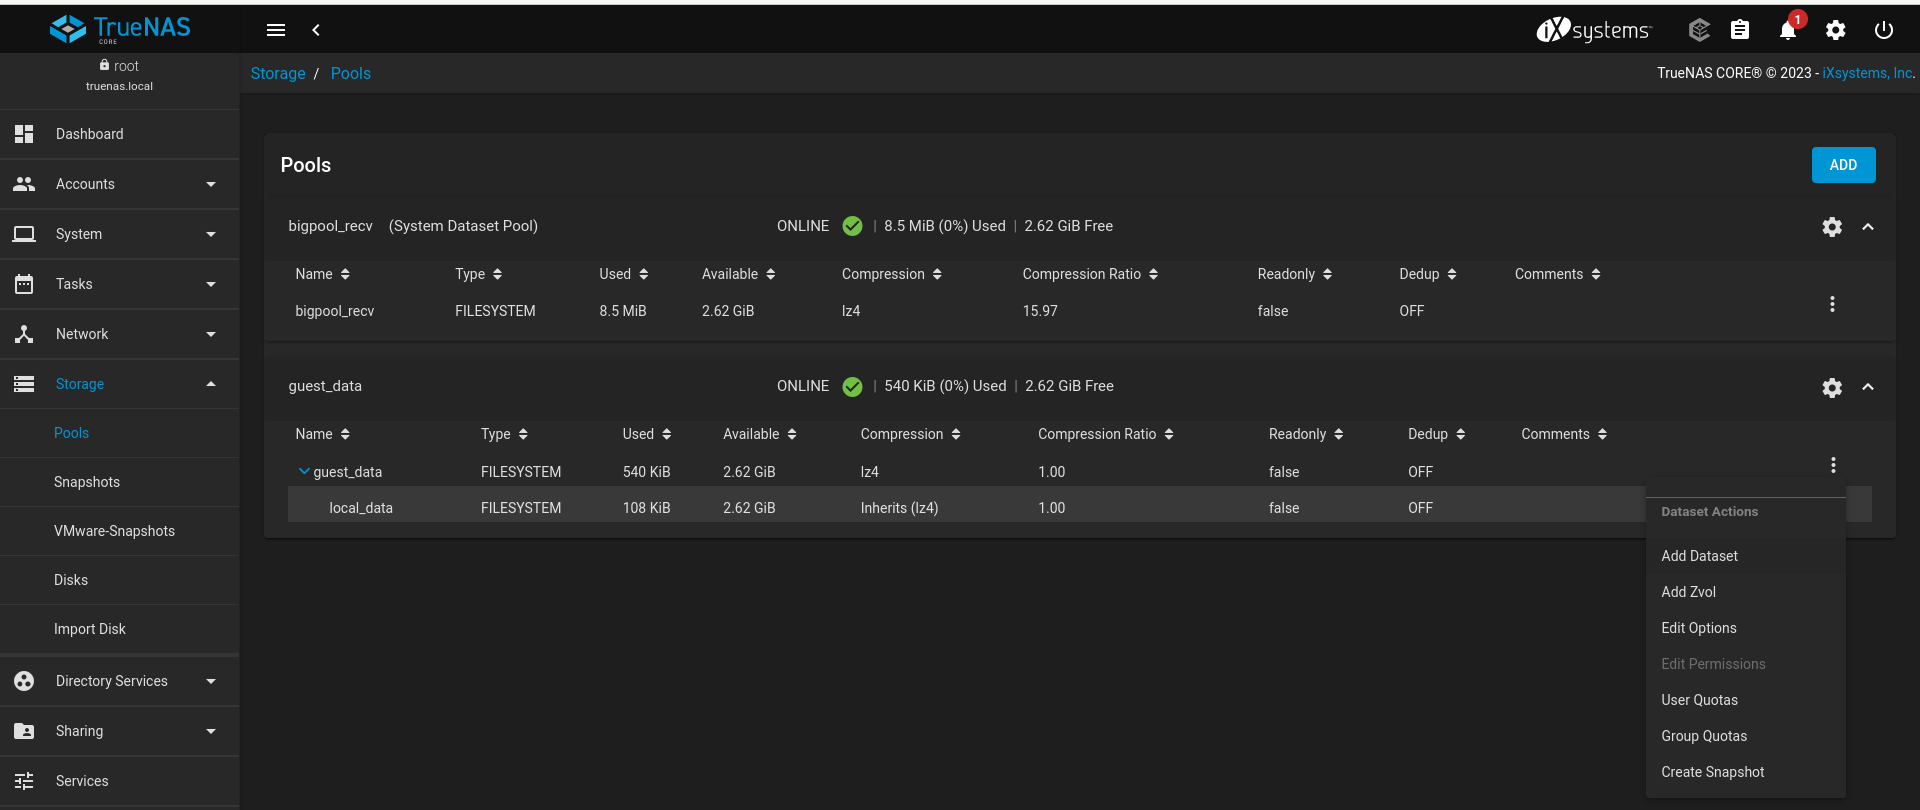 TrueNAS
CORE
iXsystems
1
root
truenas.local
Storage / Pools
TrueNAS CORE® © 2023 - iXsystems, Inc.
Dashboard
Accounts
System
Tasks
Network
Storage
Pools
Snapshots
VMware-Snapshots
Disks
Import Disk
Directory Services
Sharing
Services
Pools
ADD
bigpool_recv (System Dataset Pool) ONLINE | 8.5 MiB (0%) Used | 2.62 GiB Free
Name Type Used Available Compression Compression Ratio Readonly Dedup Comments
bigpool_recv FILESYSTEM 8.5 MiB 2.62 GiB lz4 15.97 false OFF
guest_data ONLINE | 540 KiB (0%) Used | 2.62 GiB Free
Name Type Used Available Compression Compression Ratio Readonly Dedup Comments
guest_data FILESYSTEM 540 KiB 2.62 GiB lz4 1.00 false OFF
local_data FILESYSTEM 108 KiB 2.62 GiB Inherits (lz4) 1.00 false OFF
Dataset Actions
Add Dataset
Add Zvol
Edit Options
Edit Permissions
User Quotas
Group Quotas
Create Snapshot